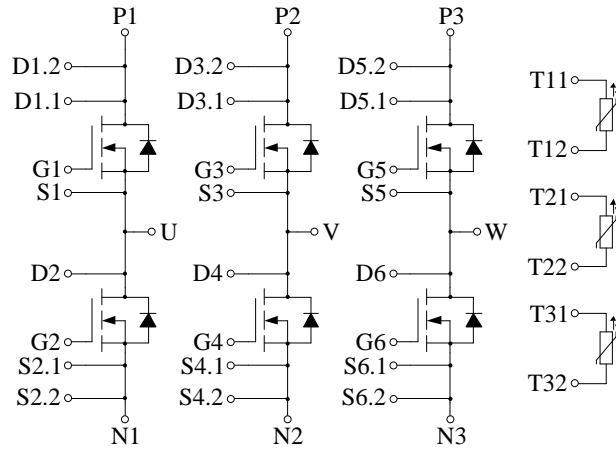 P1 P2 P3
D1.2 D3.2 D5.2
T11
D1.1 D3.1 D5.1
T12
G1 G3 G5
S1 S3 S5
T21
U V W
T22
D2 D4 D6
T31
G2 G4 G6
S2.1 S4.1 S6.1
T32
S2.2 S4.2 S6.2
N1 N2 N3